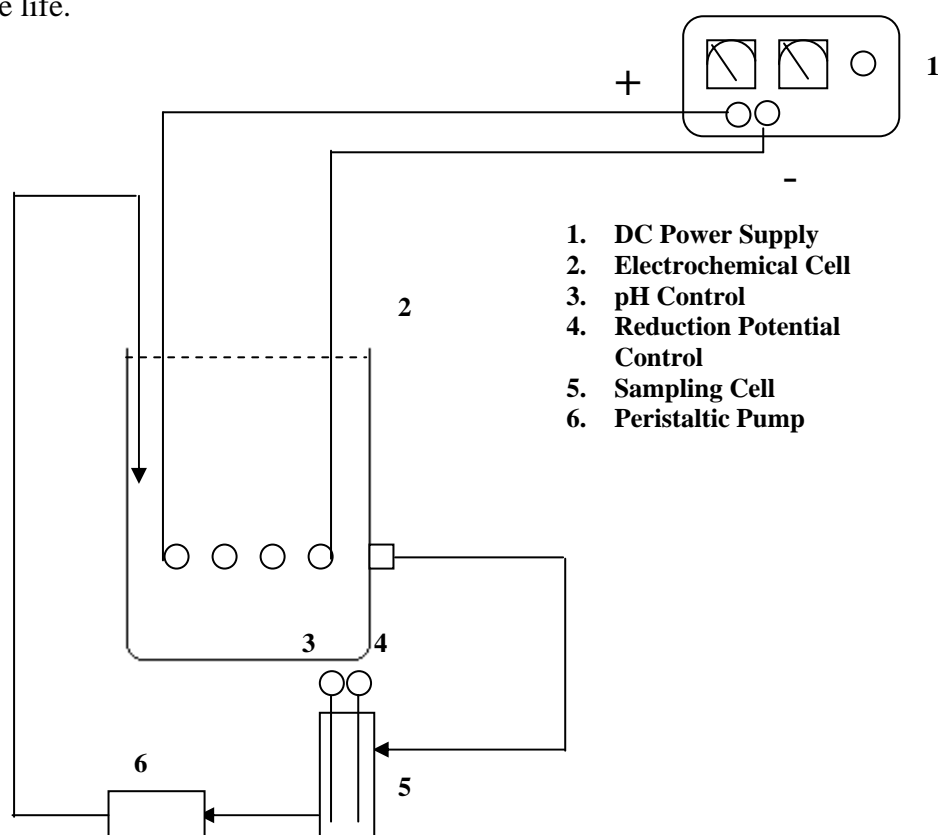 e life.
1
+
-
1. DC Power Supply
2. Electrochemical Cell
3. pH Control
4. Reduction Potential
Control
5. Sampling Cell
6. Peristaltic Pump
2
3 4
6
5